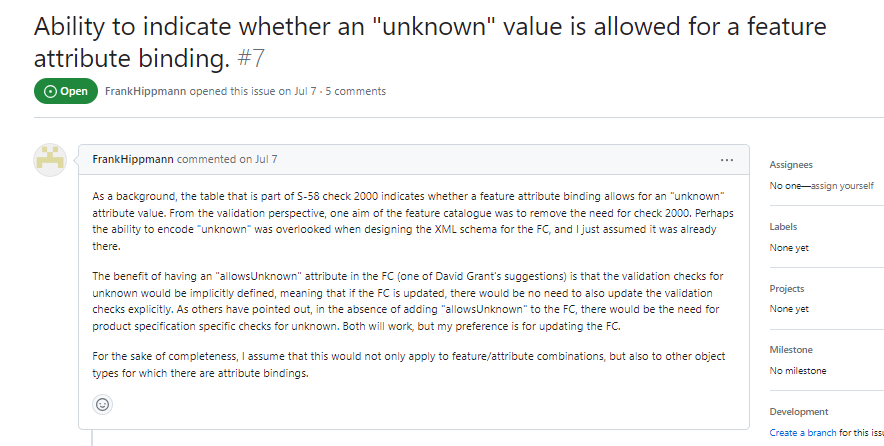 Ability to indicate whether an "unknown" value is allowed for a feature
attribute binding. #7
Open
FrankHippmann opened this issue on Jul 7 · 5 comments
FrankHippmann commented on Jul 7
As a background, the table that is part of S-58 check 2000 indicates whether a feature attribute binding allows for an "unknown"
attribute value. From the validation perspective, one aim of the feature catalogue was to remove the need for check 2000. Perhaps
the ability to encode "unknown" was overlooked when designing the XML schema for the FC, and I just assumed it was already
there.
The benefit of having an "allowsUnknown" attribute in the FC (one of David Grant's suggestions) is that the validation checks for
unknown would be implicitly defined, meaning that if the FC is updated, there would be no need to also update the validation
checks explicitly. As others have pointed out, in the absence of adding "allowsUnknown" to the FC, there would be the need for
product specification specific checks for unknown. Both will work, but my preference is for updating the FC.
For the sake of completeness, I assume that this would not only apply to feature/attribute combinations, but also to other object
types for which there are attribute bindings.
Assignees
No one—assign yourself
Labels
None yet
Projects
None yet
Milestone
No milestone
Development
Create a branch for this issu